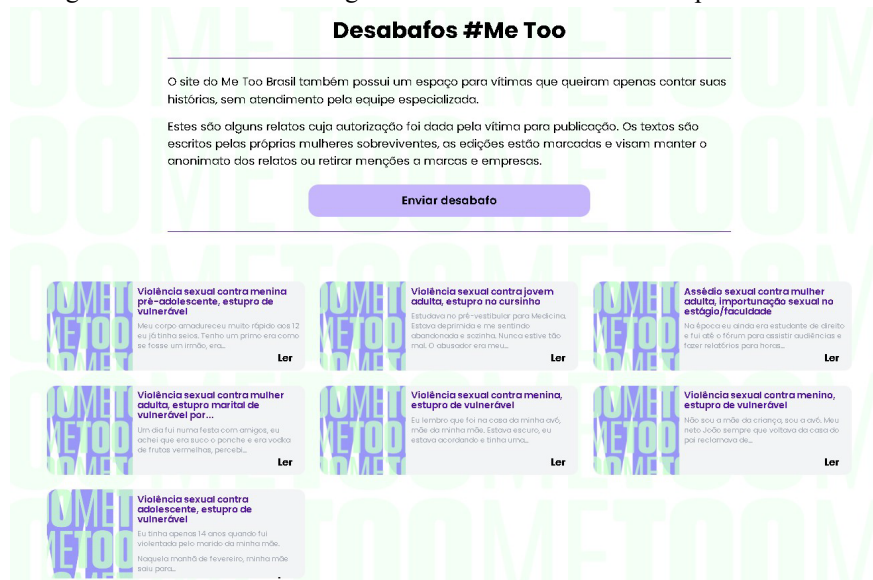 Desabafos #Me Too
O site do Me Too Brasil também possui um espaço para vítimas que queiram apenas contar suas
histórias, sem atendimento pela equipe especializada.
Estes são alguns relatos cuja autorização foi dada pela vítima para publicação. Os textos são
escritos pelas próprias mulheres sobreviventes, as edições estão marcadas e visam manter o
anonimato dos relatos ou retirar menções a marcas e empresas.
Enviar desabafo
Violência sexual contra menina
pré-adolescente, estupro de
vulnerável
Meu corpo amadureceu muito rápido aos 12
eu já tinha seios. Tenho um primo era como
se fosse um irmão, era...
Ler
Violência sexual contra jovem
adulta, estupro no cursinho
Estudava no pré-vestibular para Medicina.
Estava deprimida e me sentindo
abandonada e sozinha. Nunca estive tão
mal. O abusador era meu...
Ler
Assédio sexual contra mulher
adulta, importunação sexual no
estágio/faculdade
Na época eu ainda era estudante de direito
e fui até o fórum para assistir audiências e
fazer relatórios para horas...
Ler
Violência sexual contra mulher
adulta, estupro marital de
vulnerável por...
Um dia fui numa festa com amigos, eu
achei que era suco o ponche e era vodka
de frutas vermelhas, percebi...
Ler
Violência sexual contra menina,
estupro de vulnerável
Eu lembro que foi na casa da minha avó,
mãe da minha mãe. Estava escuro, eu
estava acordando e tinha uma...
Ler
Violência sexual contra menino,
estupro de vulnerável
Não sou a mãe da criança, sou a avó. Meu
neto João sempre que voltava da casa do
pai reclamava de...
Ler
Violência sexual contra
adolescente, estupro de
vulnerável
Eu tinha apenas 14 anos quando fui
violentada pelo marido da minha mãe.
Naquela manhã de fevereiro, minha mãe
saiu para...